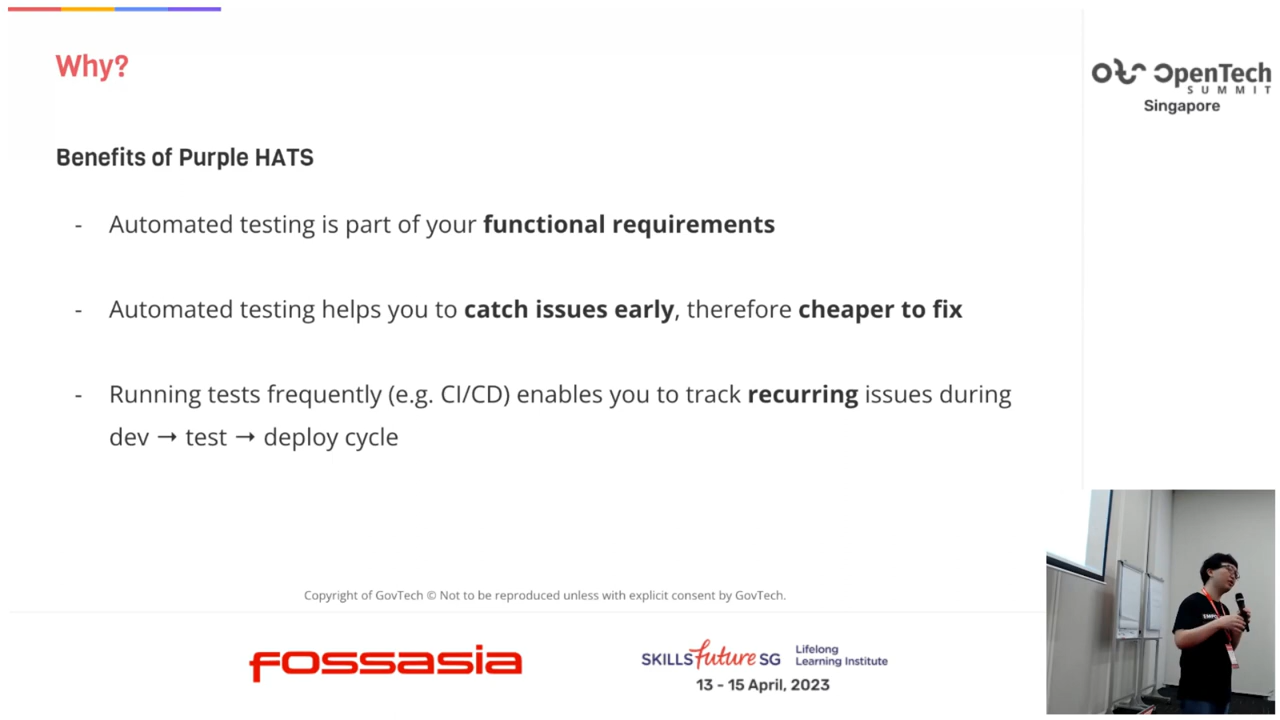 Why?
OpenTech
SUMMIT
Singapore
Benefits of Purple HATS
- Automated testing is part of your functional requirements
- Automated testing helps you to catch issues early, therefore cheaper to fix
- Running tests frequently (e.g. CI/CD) enables you to track recurring issues during
dev → test → deploy cycle
Copyright of GovTech © Not to be reproduced unless with explicit consent by GovTech.
fossasia
SKILLSfuture SG
Lifelong
Learning Institute
13 - 15 April, 2023